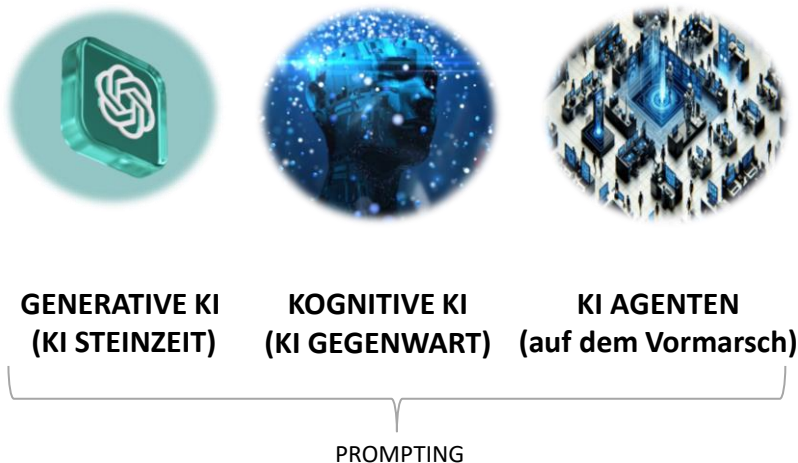 GENERATIVE KI
(KI STEINZEIT)
KOGNITIVE KI
(KI GEGENWART)
KI AGENTEN
(auf dem Vormarsch)
PROMPTING